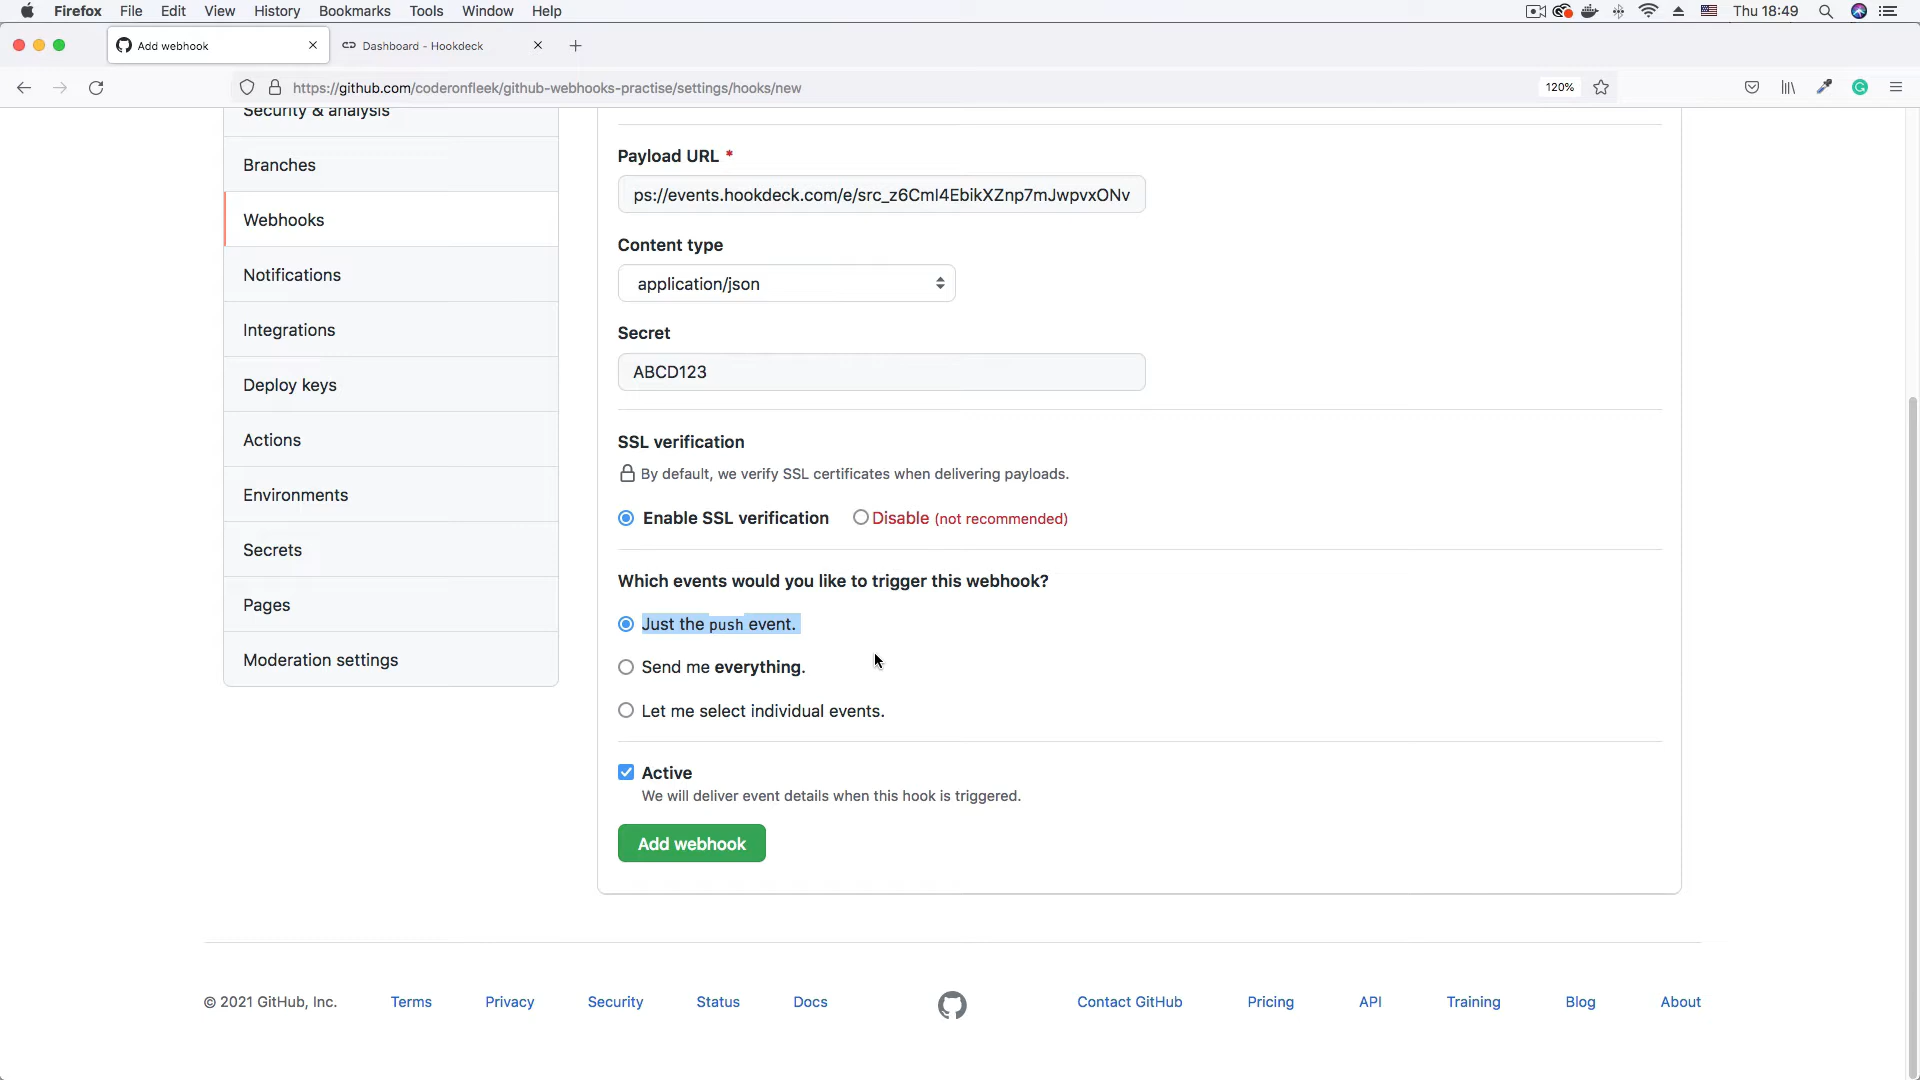 Firefox File Edit View History Bookmarks Tools Window Help Thu 18:49
Add webhook Dashboard - Hookdeck
https://github.com/coderonfleek/github-webhooks-practise/settings/hooks/new 120%
Security & analysis
Branches
Webhooks
Notifications
Integrations
Deploy keys
Actions
Environments
Secrets
Pages
Moderation settings
Payload URL *
ps://events.hookdeck.com/e/src_z6CmI4EbikXZnp7mJwpvxONv
Content type
application/json
Secret
ABCD123
SSL verification
By default, we verify SSL certificates when delivering payloads.
Enable SSL verification Disable (not recommended)
Which events would you like to trigger this webhook?
Just the push event.
Send me everything.
Let me select individual events.
Active
We will deliver event details when this hook is triggered.
Add webhook
© 2021 GitHub, Inc. Terms Privacy Security Status Docs Contact GitHub Pricing API Training Blog About